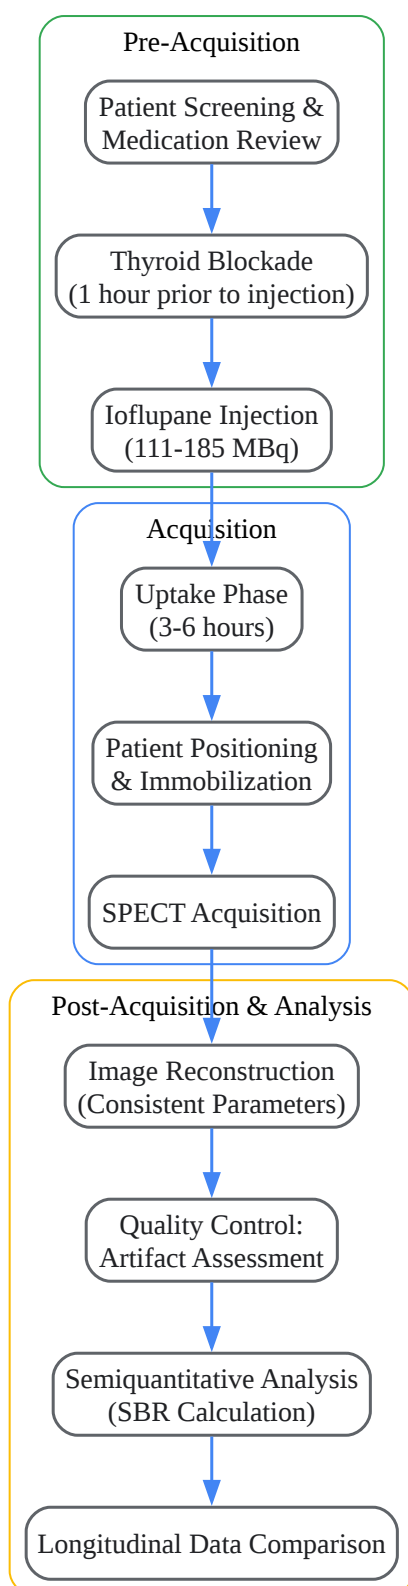 Pre-Acquisition
Patient Screening &
Medication Review
Thyroid Blockade
(1 hour prior to injection)
Ioflupane Injection
(111-185 MBq)
Acquisition
Uptake Phase
(3-6 hours)
Patient Positioning
& Immobilization
SPECT Acquisition
Post-Acquisition & Analysis
Image Reconstruction
(Consistent Parameters)
Quality Control:
Artifact Assessment
Semiquantitative Analysis
(SBR Calculation)
Longitudinal Data Comparison